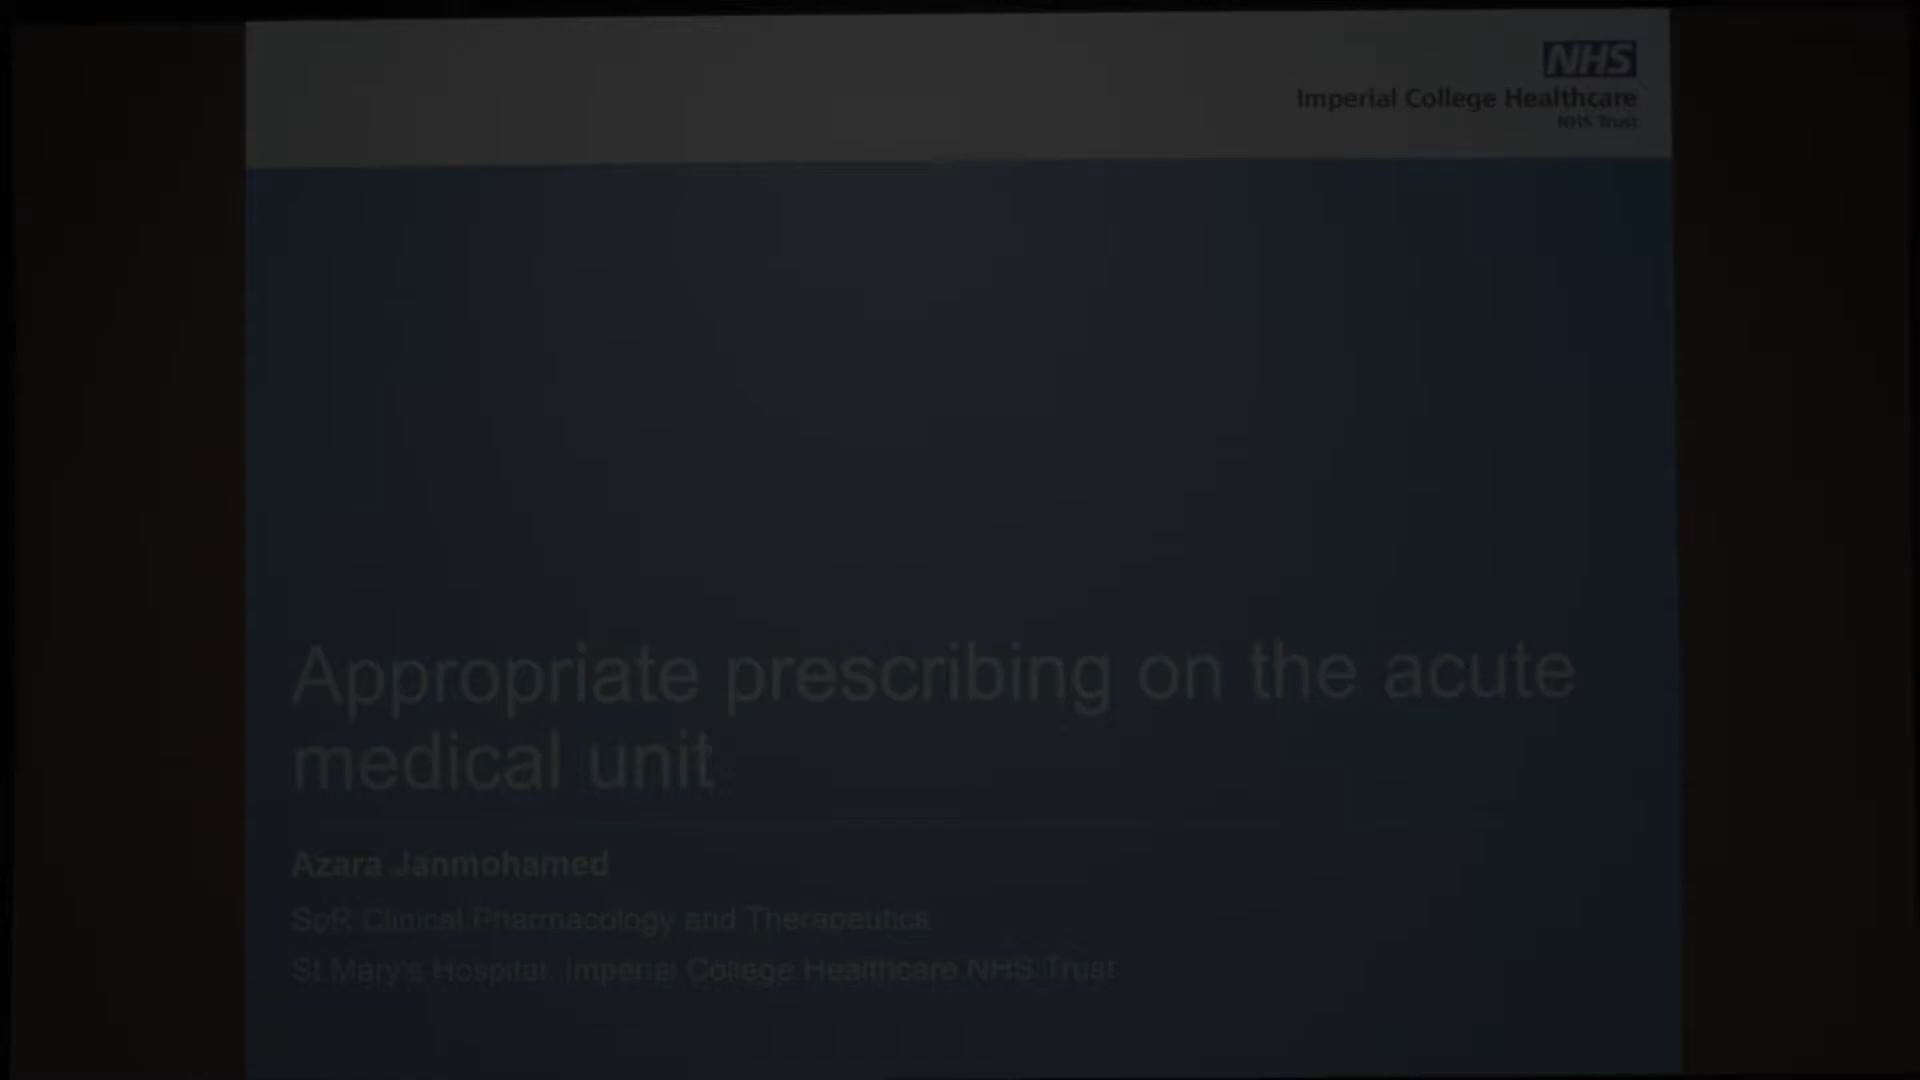 NHS
Imperial College Healthcare
NHS Trust
Appropriate prescribing on the acute
medical unit
Azara Janmohamed
SpR Clinical Pharmacology and Therapeutics
St Mary's Hospital, Imperial College Healthcare NHS Trust